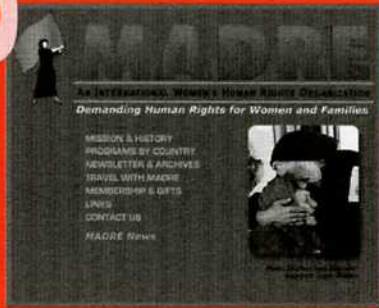 MADRE
AN INTERNATIONAL WOMEN'S HUMAN RIGHTS ORGANIZATION
Demanding Human Rights for Women and Families
MISSION & HISTORY
PROGRAMS BY COUNTRY
NEWSLETTER & ARCHIVES
TRAVEL WITH MADRE
MEMBERSHIP & GIFTS
LINKS
CONTACT US
MADRE News